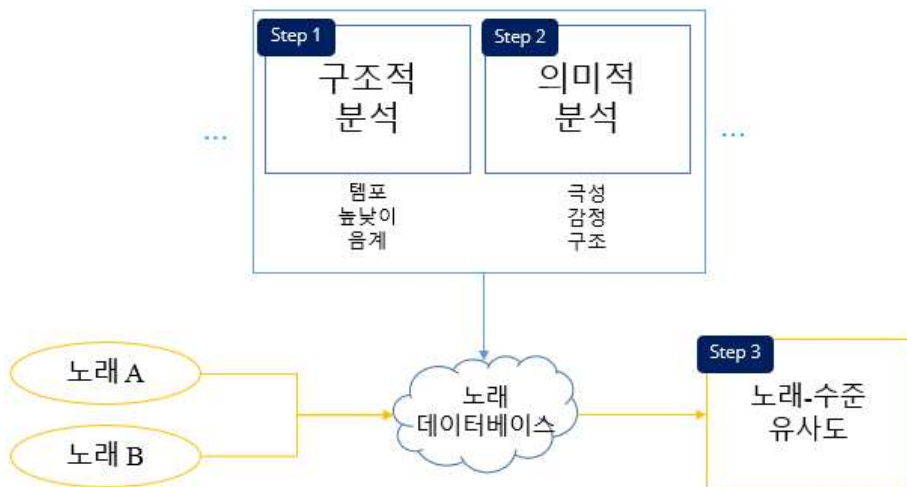 Step 1
구조적
분석
Step 2
의미적
분석
...
...
템포
높낮이
음계
극성
감정
구조
노래 A
노래 B
노래
데이터베이스
Step 3
노래-수준
유사도